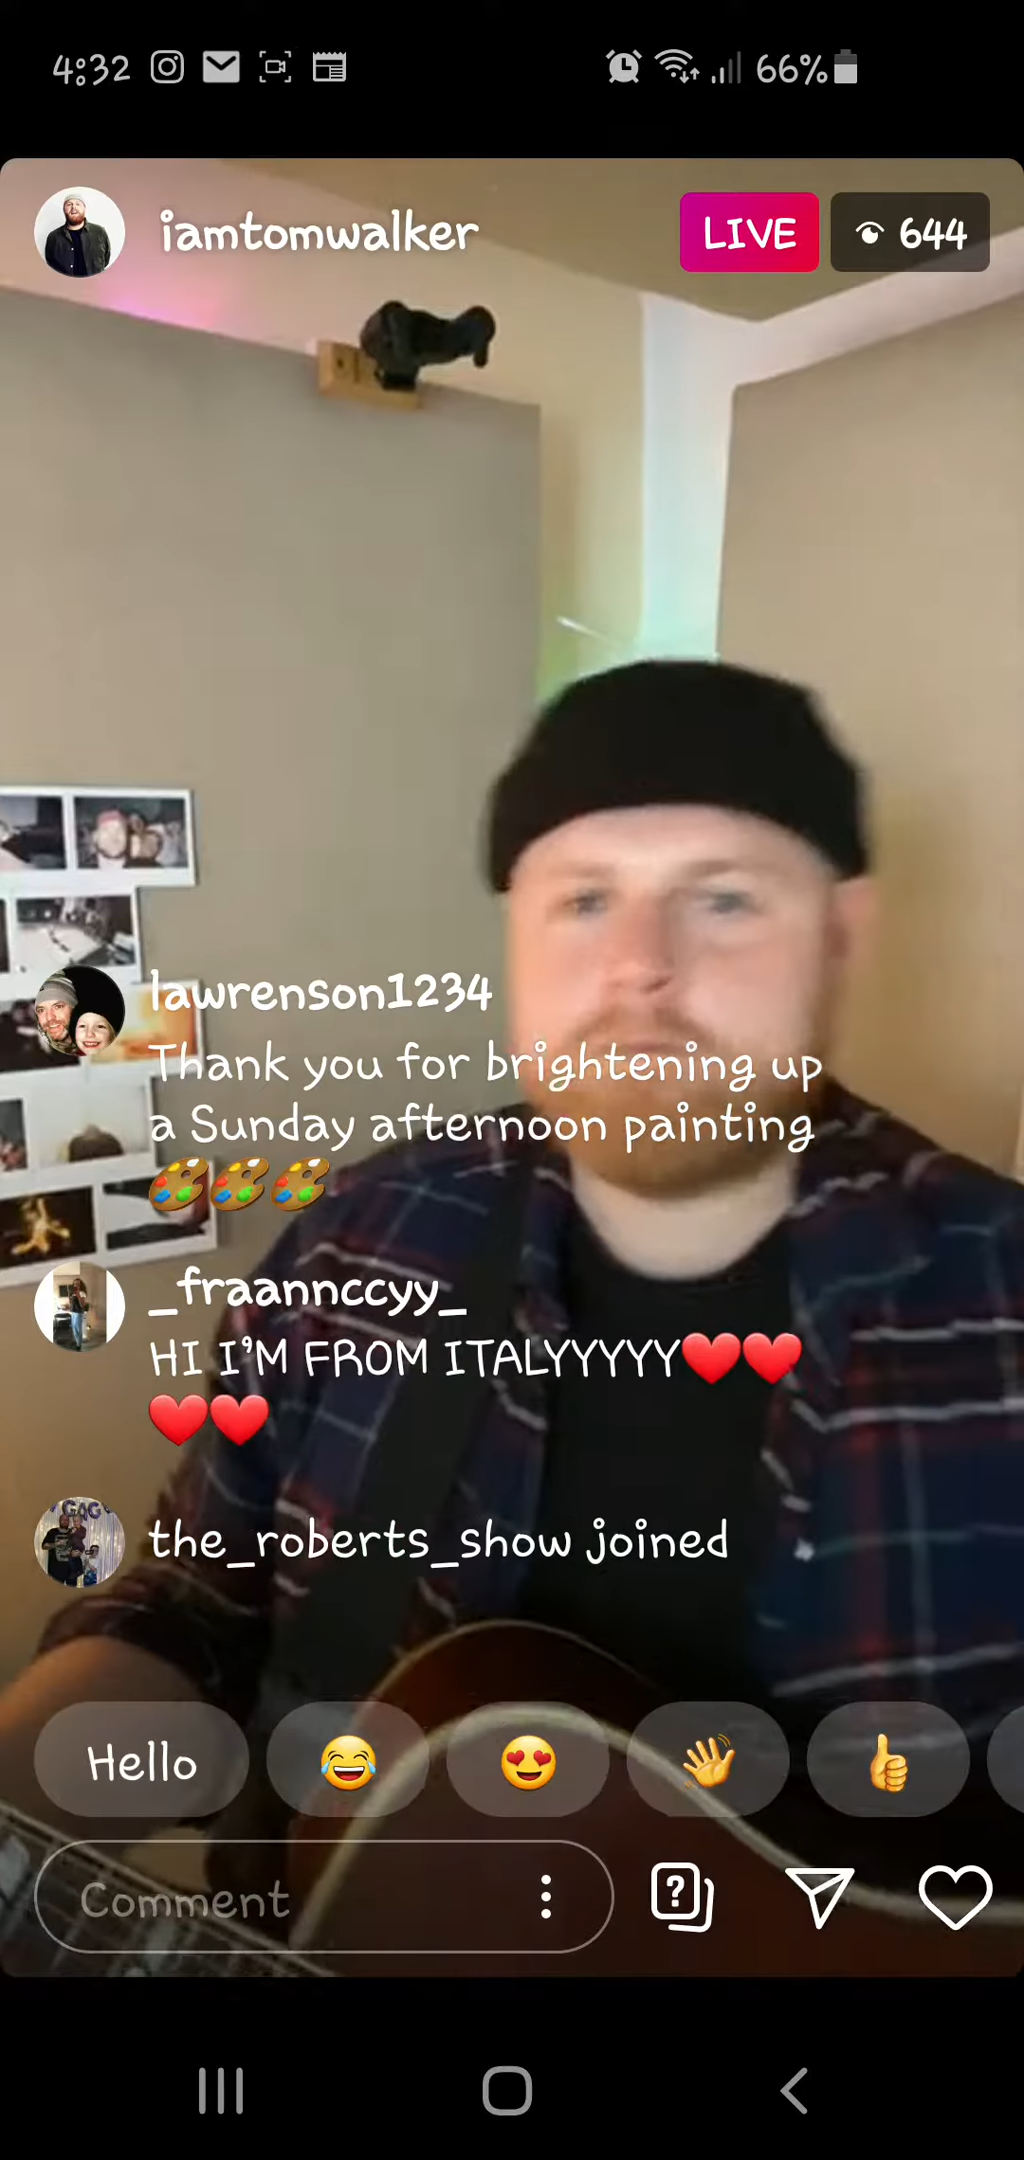 4:32 66%
iamtomwalker LIVE 644
lawrenson1234
Thank you for brightening up
a Sunday afternoon painting
🎨🎨🎨
_fraannccyy_
HI I'M FROM ITALYYYYY❤️❤️
❤️❤️
the_roberts_show joined
Hello 😂 😍 👋 👍
Comment